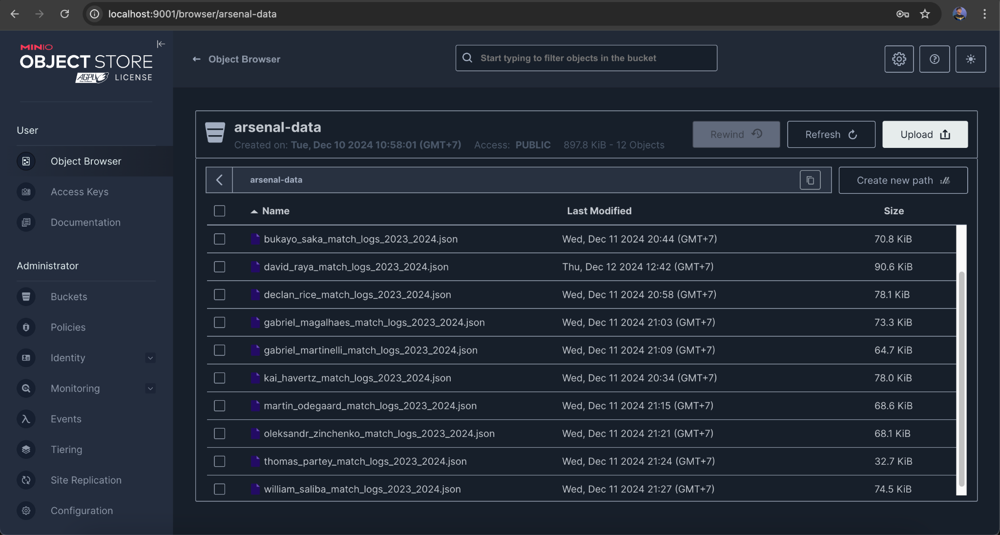 localhost:9001/browser/arsenal-data
MINIO
OBJECT STORE
AGPL v3 LICENSE
Object Browser
Start typing to filter objects in the bucket
User
Object Browser
Access Keys
Documentation
Administrator
Buckets
Policies
Identity
Monitoring
Events
Tiering
Site Replication
Configuration
arsenal-data
Created on: Tue, Dec 10 2024 10:58:01 (GMT+7) Access: PUBLIC 897.8 KiB - 12 Objects
Rewind
Refresh
Upload
arsenal-data
Create new path
Name Last Modified Size
bukayo_saka_match_logs_2023_2024.json Wed, Dec 11 2024 20:44 (GMT+7) 70.8 KiB
david_raya_match_logs_2023_2024.json Thu, Dec 12 2024 12:42 (GMT+7) 90.6 KiB
declan_rice_match_logs_2023_2024.json Wed, Dec 11 2024 20:58 (GMT+7) 78.1 KiB
gabriel_magalhaes_match_logs_2023_2024.json Wed, Dec 11 2024 21:03 (GMT+7) 73.3 KiB
gabriel_martinelli_match_logs_2023_2024.json Wed, Dec 11 2024 21:09 (GMT+7) 64.7 KiB
kai_havertz_match_logs_2023_2024.json Wed, Dec 11 2024 20:34 (GMT+7) 78.0 KiB
martin_odegaard_match_logs_2023_2024.json Wed, Dec 11 2024 21:15 (GMT+7) 68.6 KiB
oleksandr_zinchenko_match_logs_2023_2024.json Wed, Dec 11 2024 21:21 (GMT+7) 68.1 KiB
thomas_partey_match_logs_2023_2024.json Wed, Dec 11 2024 21:24 (GMT+7) 32.7 KiB
william_saliba_match_logs_2023_2024.json Wed, Dec 11 2024 21:27 (GMT+7) 74.5 KiB